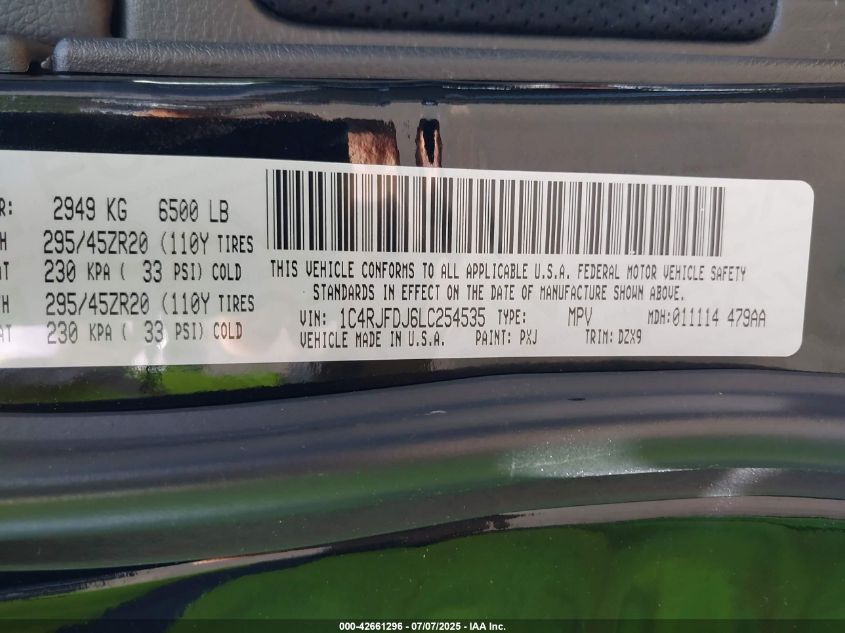 R: 2949 KG 6500 LB
H 295/45ZR20 (110Y TIRES
AT 230 KPA ( 33 PSI) COLD
TH 295/45ZR20 (110Y TIRES
AT 230 KPA ( 33 PSI) COLD
THIS VEHICLE CONFORMS TO ALL APPLICABLE U.S.A. FEDERAL MOTOR VEHICLE SAFETY
STANDARDS IN EFFECT ON THE DATE OF MANUFACTURE SHOWN ABOVE.
VIN: 1C4RJFDJ6LC254535 TYPE: MPV MDH:011114 479AA
VEHICLE MADE IN U.S.A. PAINT: PXJ TRIM: DZX9
000-42661296 - 07/07/2025 - IAA Inc.